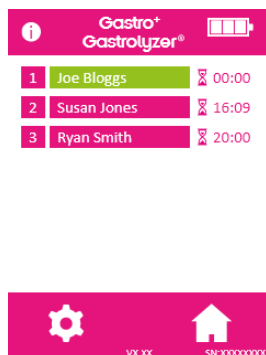 i
Gastro+
Gastrolyzer®
1 Joe Bloggs 00:00
2 Susan Jones 16:09
3 Ryan Smith 20:00
VX.XX SN:XXXXXXXX